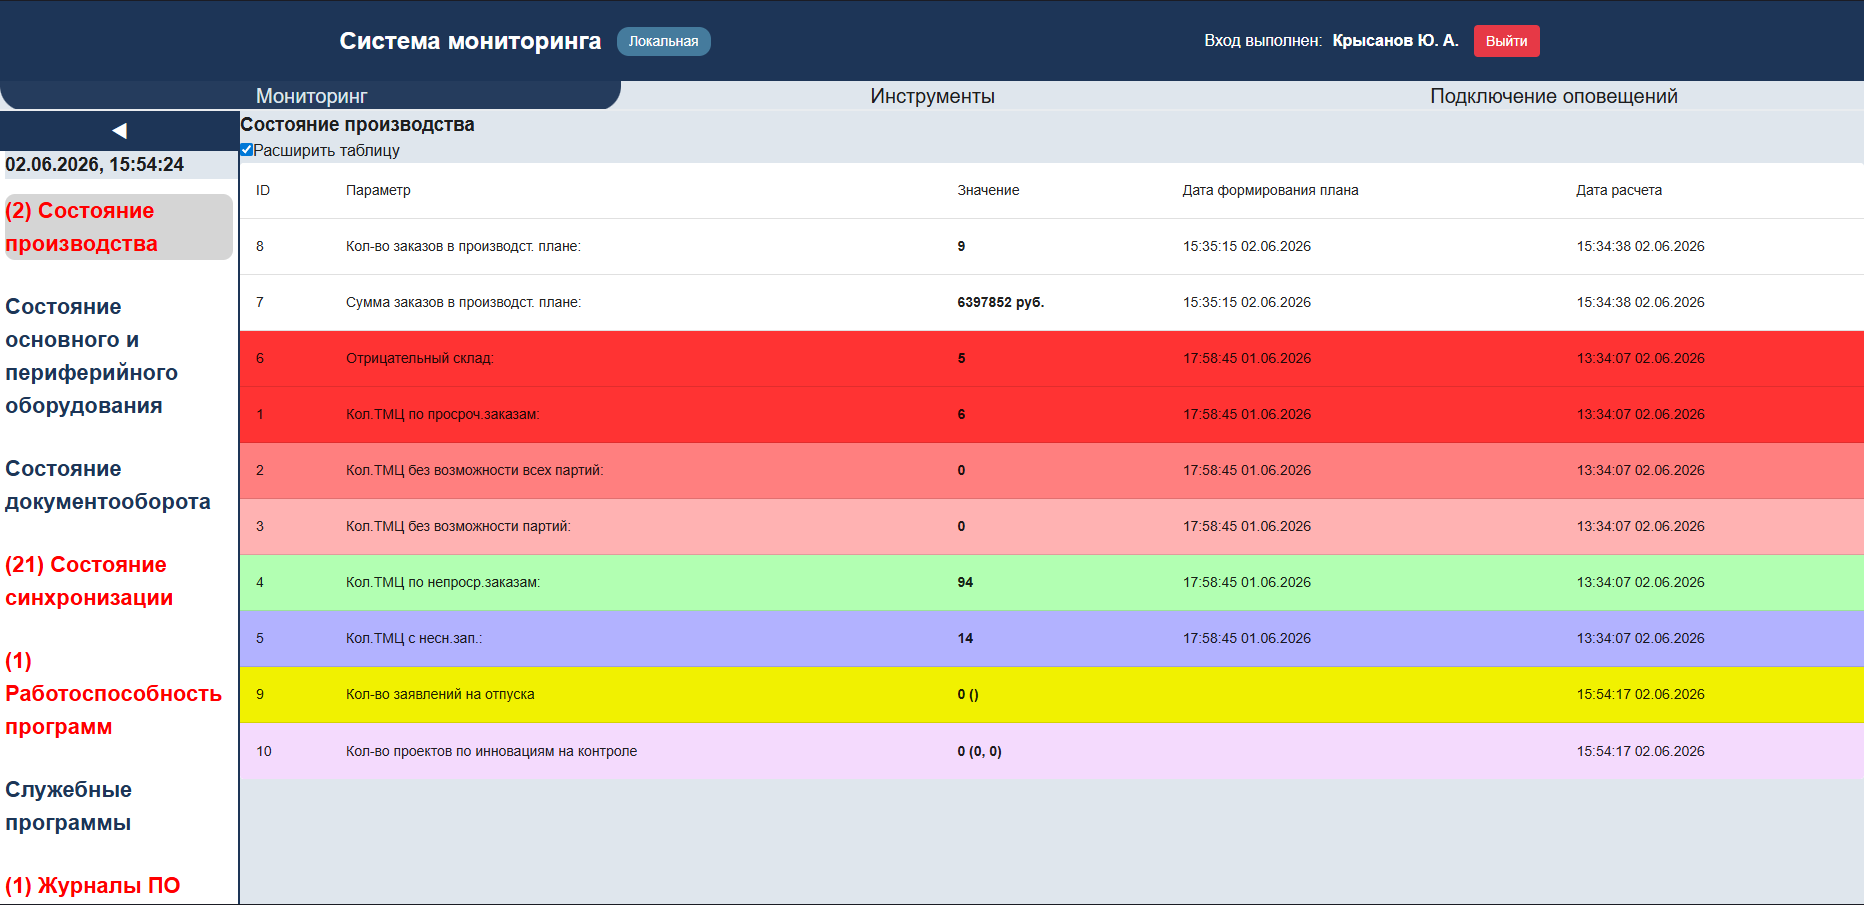 Система мониторинга Локальная Вход выполнен: Крысанов Ю. А. Выйти
Мониторинг Инструменты Подключение оповещений
◀
02.06.2026, 15:54:24
(2) Состояние
производства
Состояние
основного и
периферийного
оборудования
Состояние
документооборота
(21) Состояние
синхронизации
(1)
Работоспособность
программ
Служебные
программы
(1) Журналы ПО
Состояние производства
Расширить таблицу
ID Параметр Значение Дата формирования плана Дата расчета
8 Кол-во заказов в производст. плане: 9 15:35:15 02.06.2026 15:34:38 02.06.2026
7 Сумма заказов в производст. плане: 6397852 руб. 15:35:15 02.06.2026 15:34:38 02.06.2026
6 Отрицательный склад: 5 17:58:45 01.06.2026 13:34:07 02.06.2026
1 Кол.ТМЦ по просроч.заказам: 6 17:58:45 01.06.2026 13:34:07 02.06.2026
2 Кол.ТМЦ без возможности всех партий: 0 17:58:45 01.06.2026 13:34:07 02.06.2026
3 Кол.ТМЦ без возможности партий: 0 17:58:45 01.06.2026 13:34:07 02.06.2026
4 Кол.ТМЦ по непроср.заказам: 94 17:58:45 01.06.2026 13:34:07 02.06.2026
5 Кол.ТМЦ с несн.зап.: 14 17:58:45 01.06.2026 13:34:07 02.06.2026
9 Кол-во заявлений на отпуска 0 () 15:54:17 02.06.2026
10 Кол-во проектов по инновациям на контроле 0 (0, 0) 15:54:17 02.06.2026